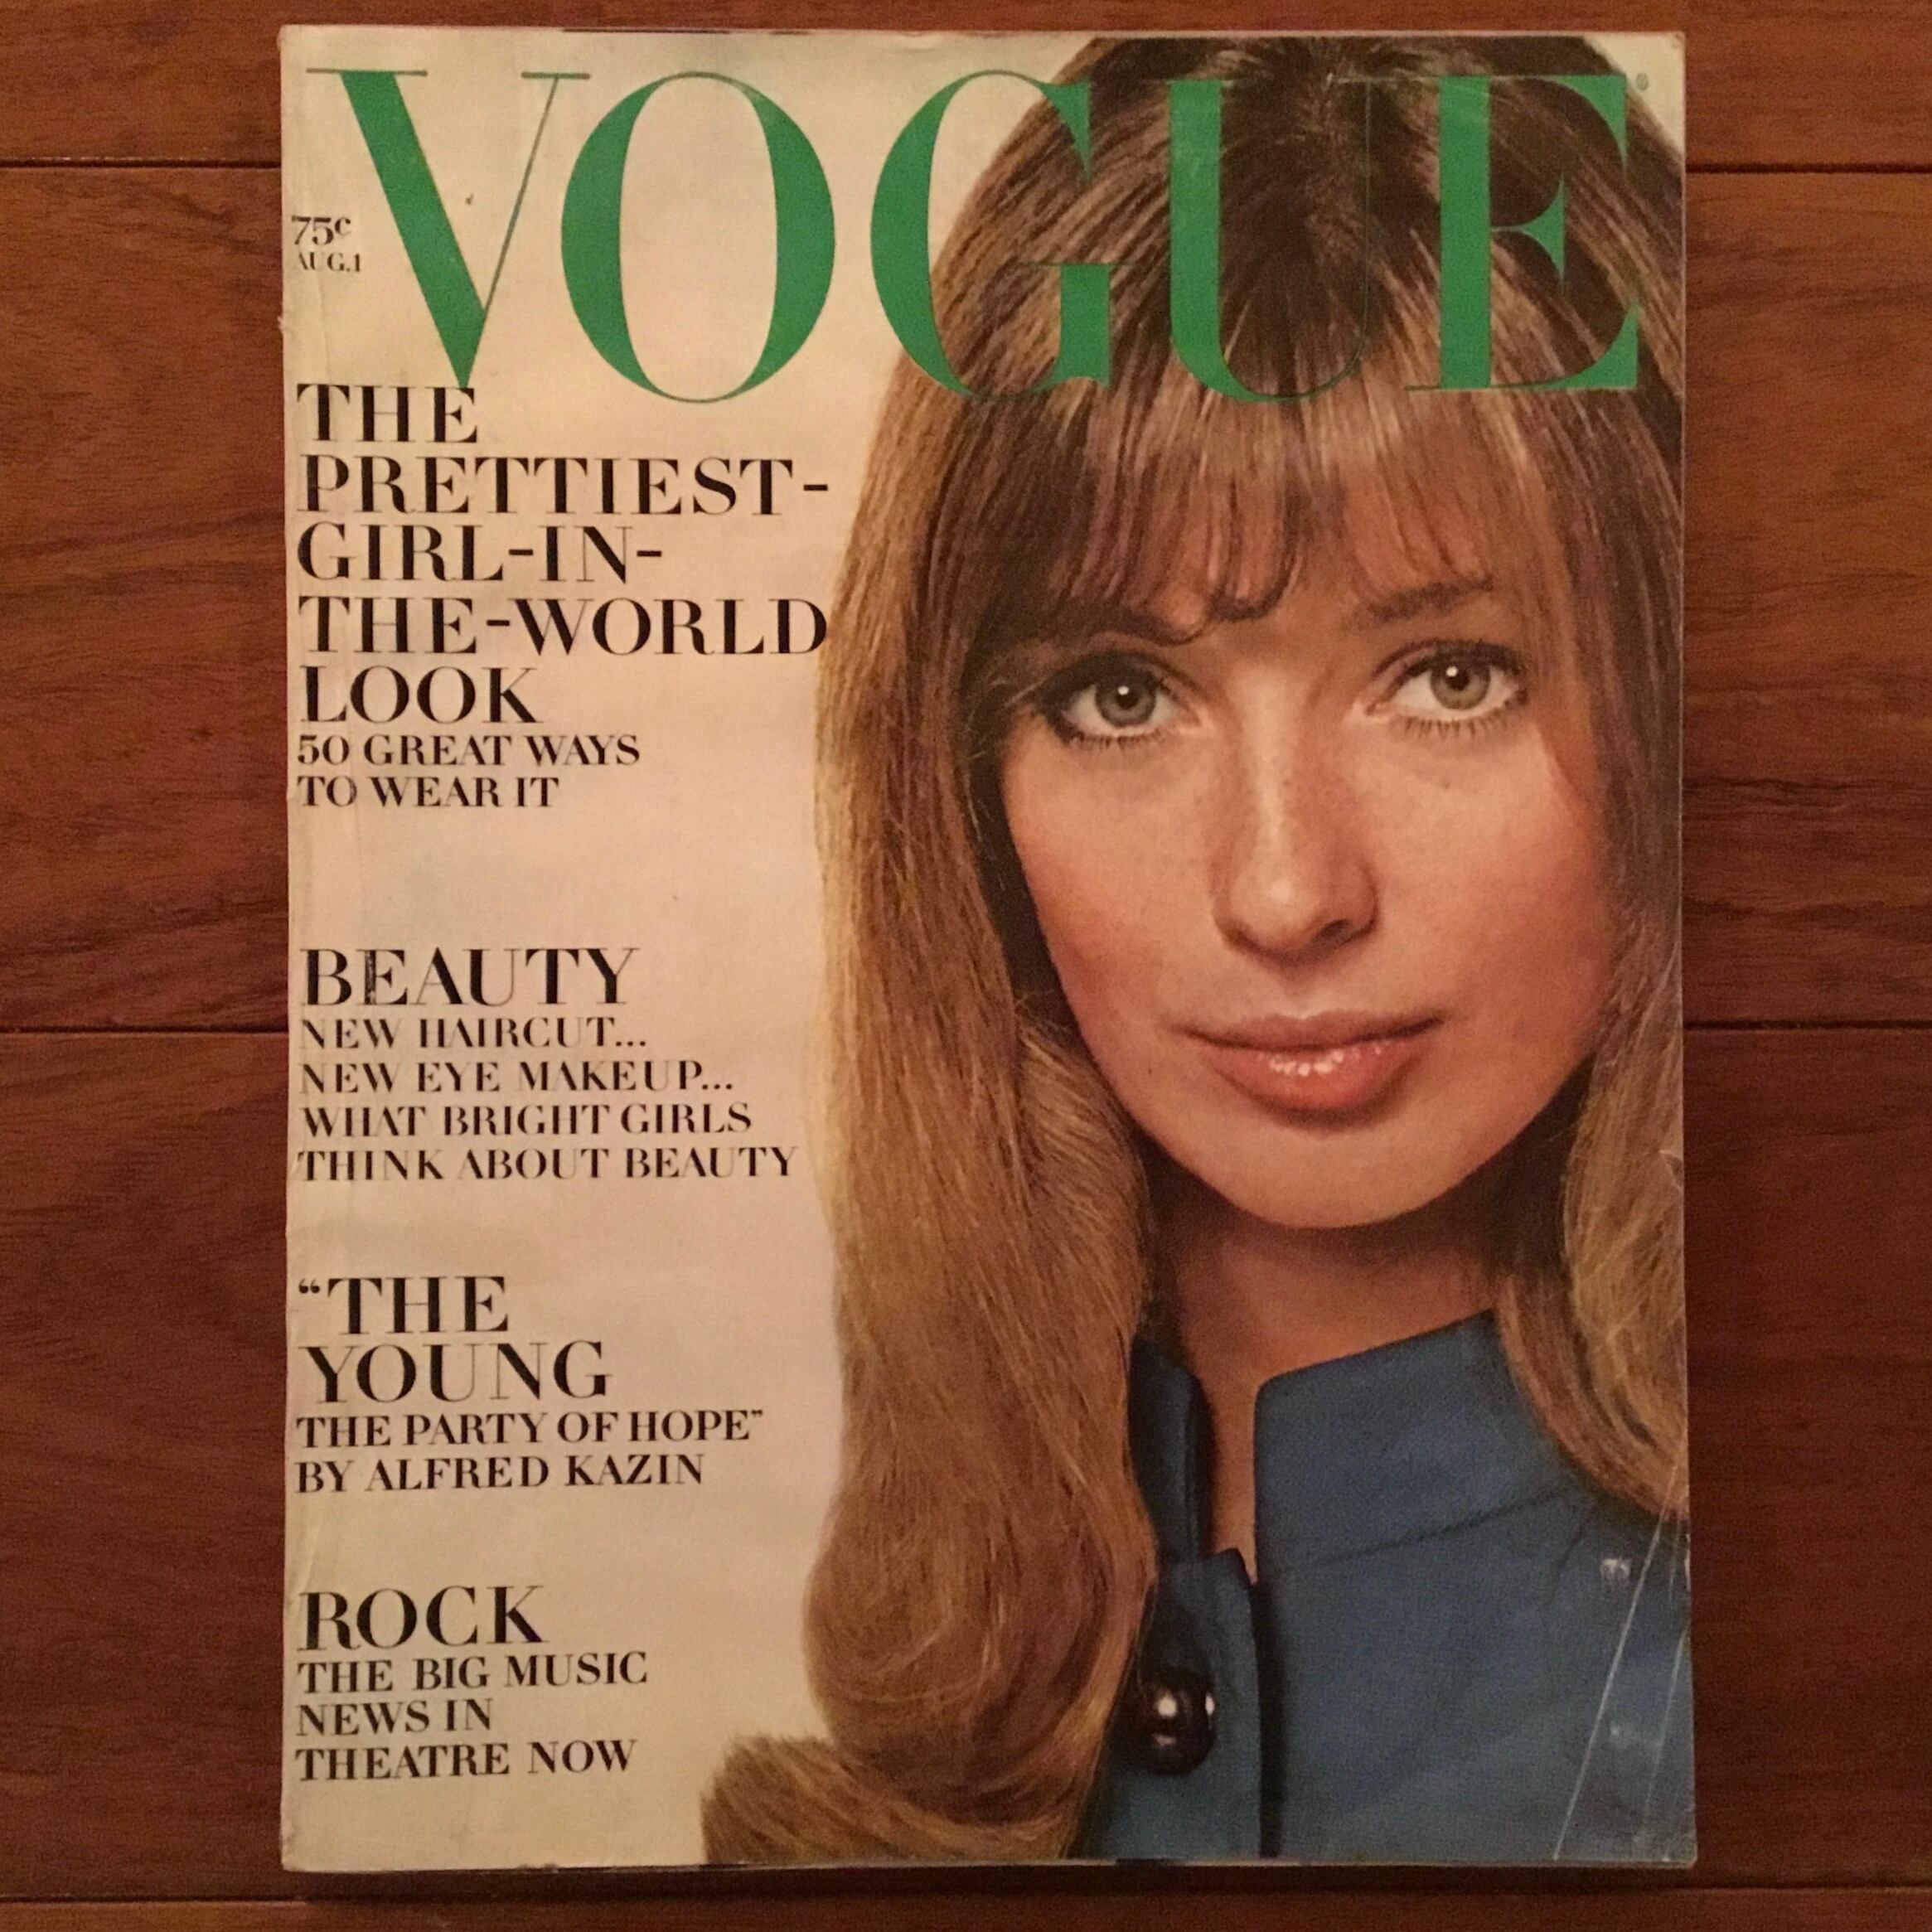 VOGUE
75¢
AUG.1
THE
PRETTIEST-
GIRL-IN-
THE-WORLD
LOOK
50 GREAT WAYS
TO WEAR IT
BEAUTY
NEW HAIRCUT...
NEW EYE MAKEUP...
WHAT BRIGHT GIRLS
THINK ABOUT BEAUTY
“THE
YOUNG
THE PARTY OF HOPE”
BY ALFRED KAZIN
ROCK
THE BIG MUSIC
NEWS IN
THEATRE NOW